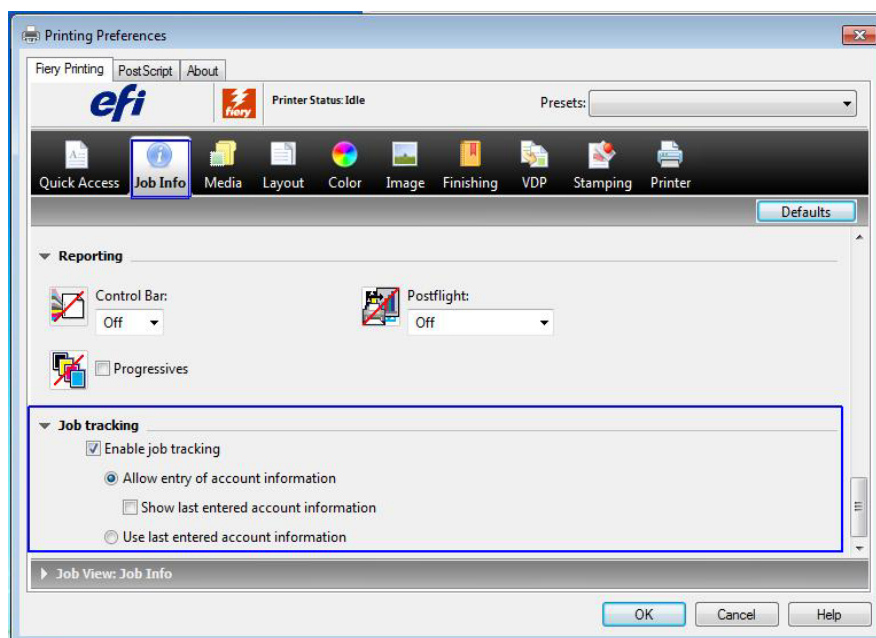 Printing Preferences
Fiery Printing PostScript About
efi fiery Printer Status: Idle Presets:
Quick Access Job Info Media Layout Color Image Finishing VDP Stamping Printer
Defaults
Reporting
Control Bar: Postflight:
Off Off
Progressives
Job tracking
Enable job tracking
Allow entry of account information
Show last entered account information
Use last entered account information
Job View: Job Info
OK Cancel Help